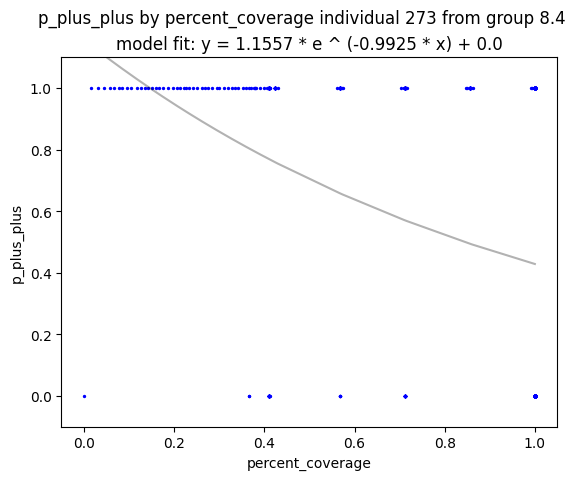 p_plus_plus by percent_coverage individual 273 from group 8.4
model fit: y = 1.1557 * e ^ (-0.9925 * x) + 0.0
1.0
0.8
0.6
0.4
0.2
0.0
p_plus_plus
0.0 0.2 0.4 0.6 0.8 1.0
percent_coverage